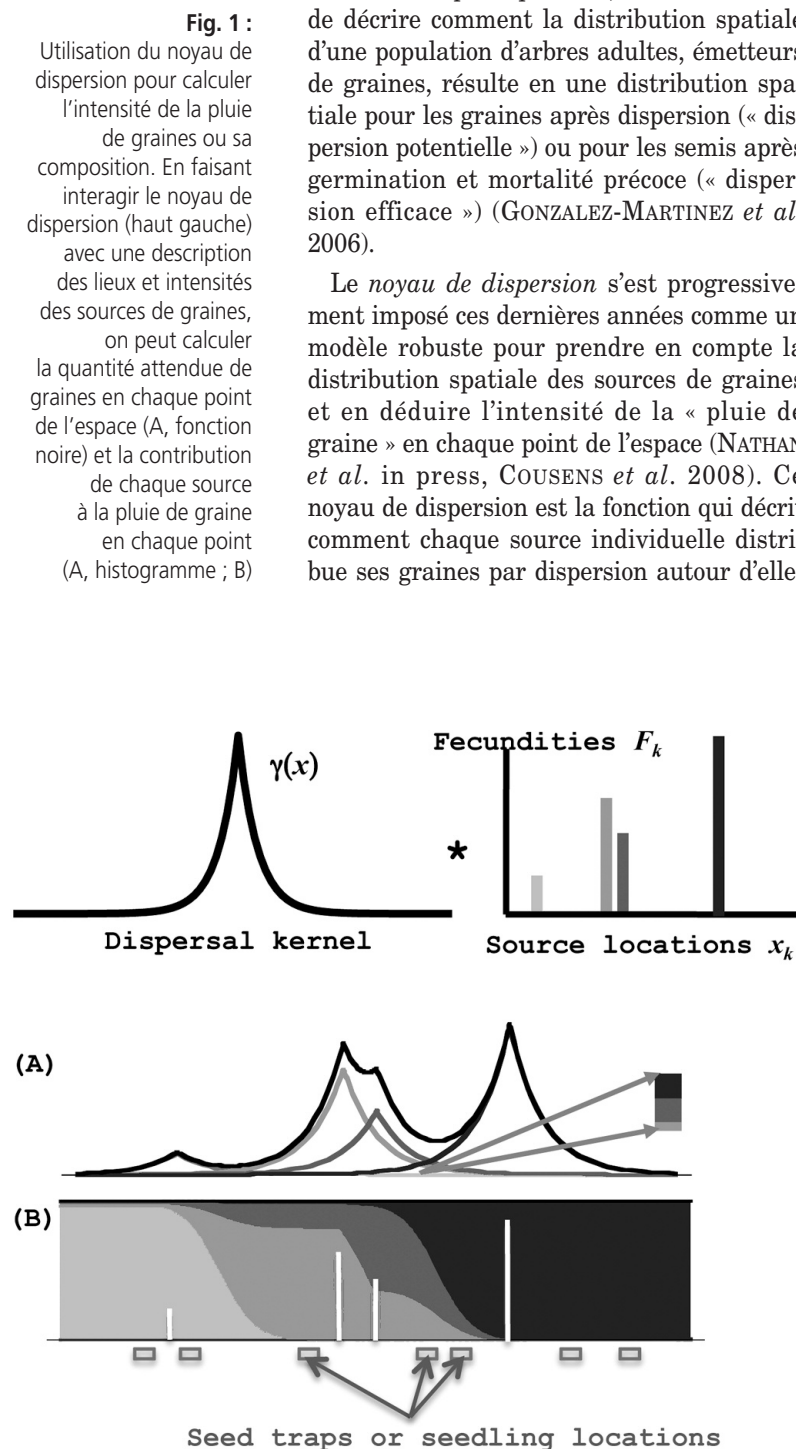 Fig. 1 :
Utilisation du noyau de
dispersion pour calculer
l'intensité de la pluie
de graines ou sa
composition. En faisant
interagir le noyau de
dispersion (haut gauche)
avec une description
des lieux et intensités
des sources de graines,
on peut calculer
la quantité attendue de
graines en chaque point
de l'espace (A, fonction
noire) et la contribution
de chaque source
à la pluie de graine
en chaque point
(A, histogramme ; B)
de décrire comment la distribution spatiale
d'une population d'arbres adultes, émetteurs
de graines, résulte en une distribution spa
tiale pour les graines après dispersion (« dis
persion potentielle ») ou pour les semis après
germination et mortalité précoce (« disper
sion efficace ») (GONZALEZ-MARTINEZ et al
2006).
Le noyau de dispersion s'est progressive
ment imposé ces dernières années comme un
modèle robuste pour prendre en compte la
distribution spatiale des sources de graines
et en déduire l'intensité de la « pluie de
graine » en chaque point de l'espace (NATHAN
et al. in press, COUSENS et al. 2008). Ce
noyau de dispersion est la fonction qui décrit
comment chaque source individuelle distri
bue ses graines par dispersion autour d'elle
γ(x)
Fecundities Fk
*
Dispersal kernel
Source locations xk
(A)
(B)
Seed traps or seedling locations